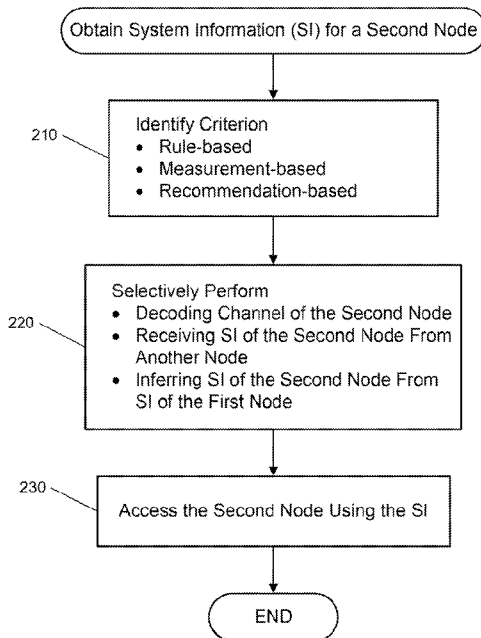 Obtain System Information (SI) for a Second Node
210
Identify Criterion
• Rule-based
• Measurement-based
• Recommendation-based
220
Selectively Perform
• Decoding Channel of the Second Node
• Receiving SI of the Second Node From
Another Node
• Inferring SI of the Second Node From
SI of the First Node
230
Access the Second Node Using the SI
END